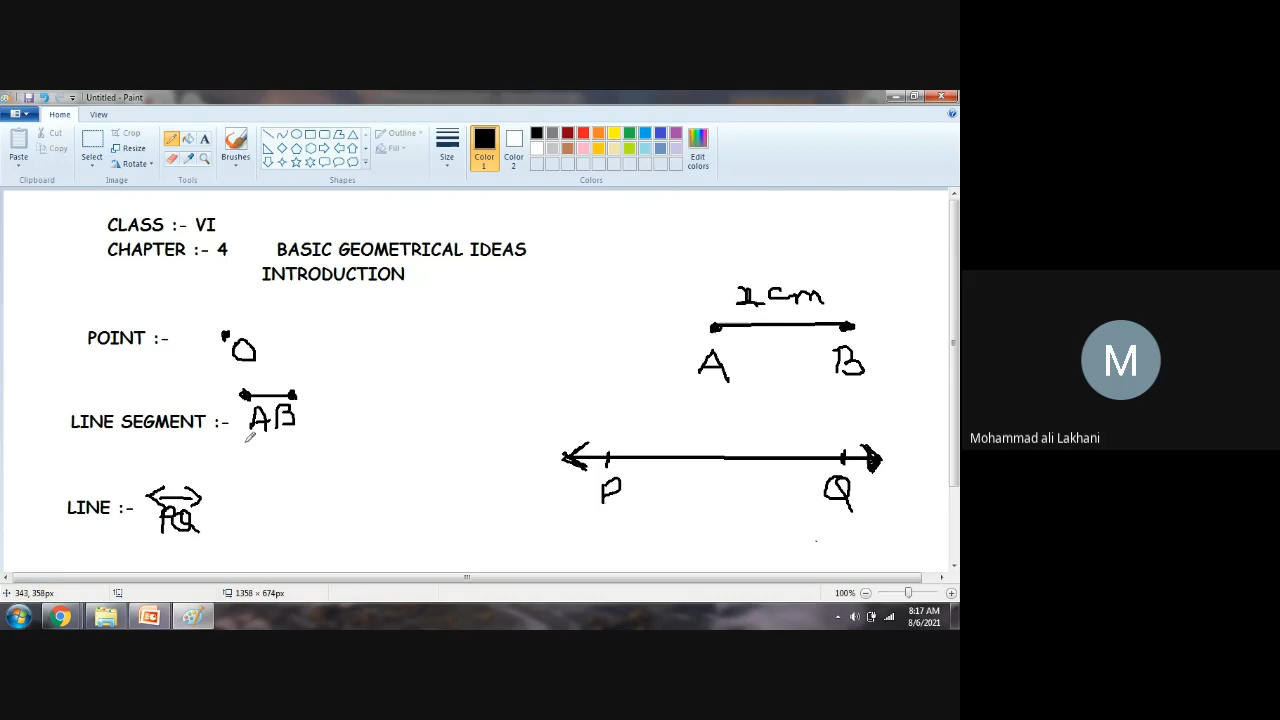 Untitled - Paint
Home View
Paste
Cut
Copy
Clipboard
Select
Crop
Resize
Rotate
Image
A
Tools
Brushes
Outline
Fill
Shapes
Size
Color 1
Color 2
Edit colors
Colors
CLASS :- VI
CHAPTER :- 4 BASIC GEOMETRICAL IDEAS
INTRODUCTION
x cm
A B
POINT :- O
LINE SEGMENT :- AB
P Q
LINE :- PQ
343, 358px
1358 × 674px
100%
8:17 AM
8/6/2021
M
Mohammad ali Lakhani